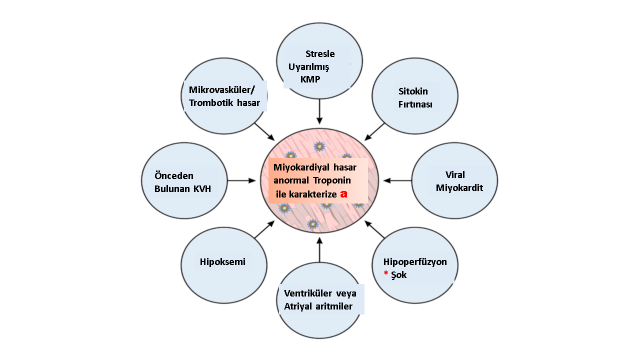 Stresle
Uyarılmış
KMP
Mikrovasküler/
Trombotik hasar
Sitokin
Fırtınası
Önceden
Bulunan KVH
Miyokardiyal hasar
anormal Troponin
ile karakterize a
Viral
Miyokardit
Hipoksemi
Hipoperfüzyon
* Şok
Ventriküler veya
Atriyal aritmiler